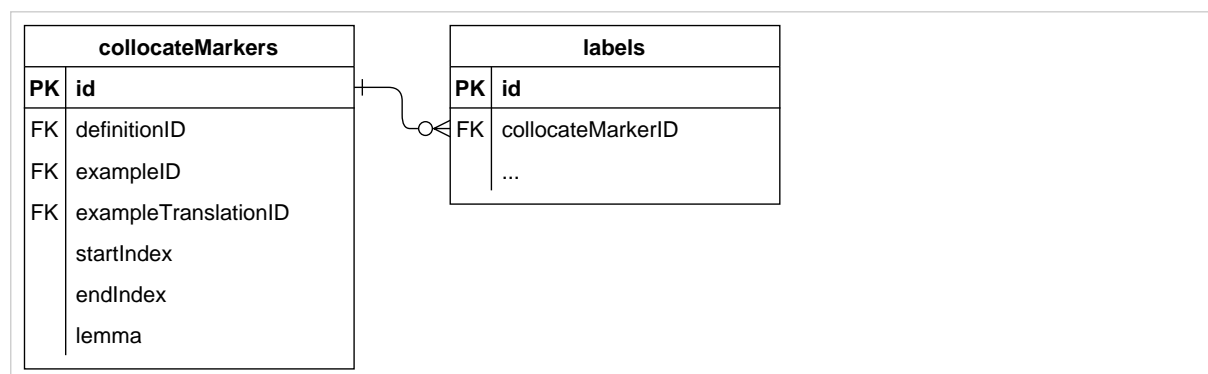 collocateMarkers
PK id
FK definitionID
FK exampleID
FK exampleTranslationID
startIndex
endIndex
lemma
labels
PK id
FK collocateMarkerID
...